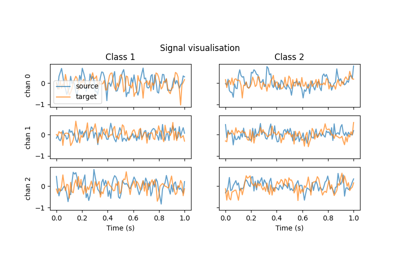 Signal visualisation
Class 1
Class 2
chan 0
0
−1
source
target
chan 1
0
−1
chan 2
0
−1
0.0 0.2 0.4 0.6 0.8 1.0
0.0 0.2 0.4 0.6 0.8 1.0
Time (s)
Time (s)